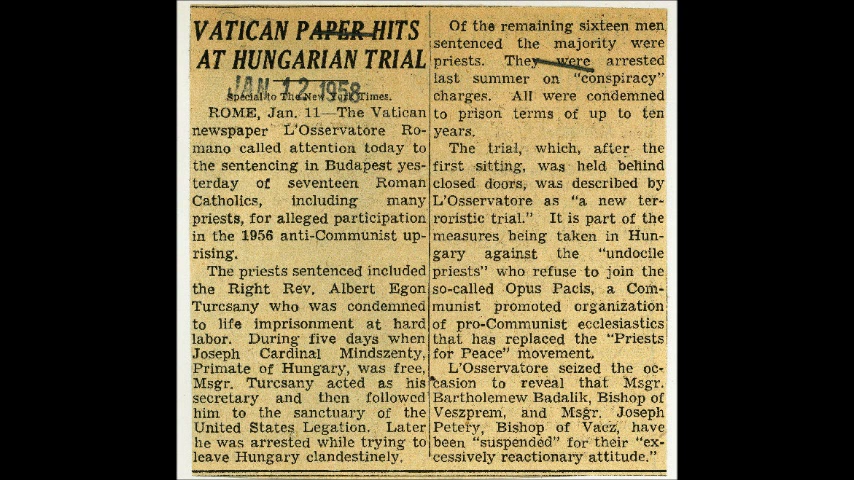 VATICAN PAPER HITS
AT HUNGARIAN TRIAL
JAN 12 1958
Special to The New York Times.
ROME, Jan. 11—The Vatican
newspaper L'Osservatore Ro-
mano called attention today to
the sentencing in Budapest yes-
terday of seventeen Roman
Catholics, including many
priests, for alleged participation
in the 1956 anti-Communist up-
rising.
The priests sentenced included
the Right Rev. Albert Egon
Turcsany who was condemned
to life imprisonment at hard
labor. During five days when
Joseph Cardinal Mindszenty,
Primate of Hungary, was free,
Msgr. Turcsany acted as his
secretary and then followed
him to the sanctuary of the
United States Legation. Later
he was arrested while trying to
leave Hungary clandestinely.
Of the remaining sixteen men
sentenced the majority were
priests. They were arrested
last summer on "conspiracy"
charges. All were condemned
to prison terms of up to ten
years.
The trial, which, after the
first sitting, was held behind
closed doors, was described by
L'Osservatore as "a new ter-
roristic trial." It is part of the
measures being taken in Hun-
gary against the "undocile
priests" who refuse to join the
so-called Opus Pacis, a Com-
munist promoted organization
of pro-Communist ecclesiastics
that has replaced the "Priests
for Peace" movement.
L'Osservatore seized the oc-
casion to reveal that Msgr.
Bartholemew Badalik, Bishop of
Veszprem, and Msgr. Joseph
Petery, Bishop of Vacz, have
been "suspended" for their "ex-
cessively reactionary attitude."